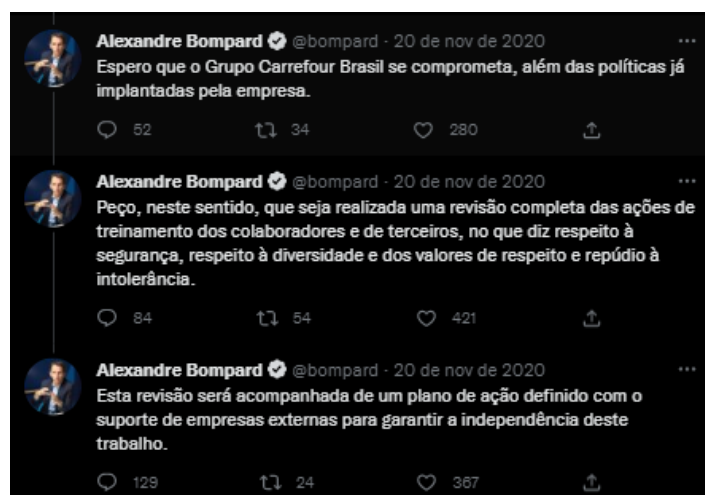 Alexandre Bompard @bompard · 20 de nov de 2020
Espero que o Grupo Carrefour Brasil se comprometa, além das políticas já
implantadas pela empresa.
52 34 280
Alexandre Bompard @bompard · 20 de nov de 2020
Peço, neste sentido, que seja realizada uma revisão completa das ações de
treinamento dos colaboradores e de terceiros, no que diz respeito à
segurança, respeito à diversidade e dos valores de respeito e repúdio à
intolerância.
84 54 421
Alexandre Bompard @bompard · 20 de nov de 2020
Esta revisão será acompanhada de um plano de ação definido com o
suporte de empresas externas para garantir a independência deste
trabalho.
129 24 367